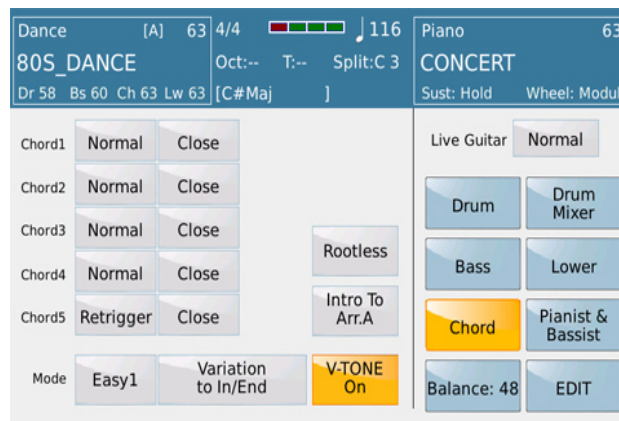 Dance [A] 63 4/4 116 Piano 63
80S_DANCE Oct:-- T:-- Split:C 3 CONCERT
Dr 58 Bs 60 Ch 63 Lw 63 [C#Maj ] Sust: Hold Wheel: Modul
Chord1 Normal Close
Live Guitar Normal
Chord2 Normal Close
Drum
Drum
Mixer
Chord3 Normal Close
Rootless
Chord4 Normal Close
Bass Lower
Chord5 Retrigger Close
Intro To
Arr.A
Chord
Pianist &
Bassist
Mode Easy1
Variation
to In/End
V-TONE
On
Balance: 48 EDIT